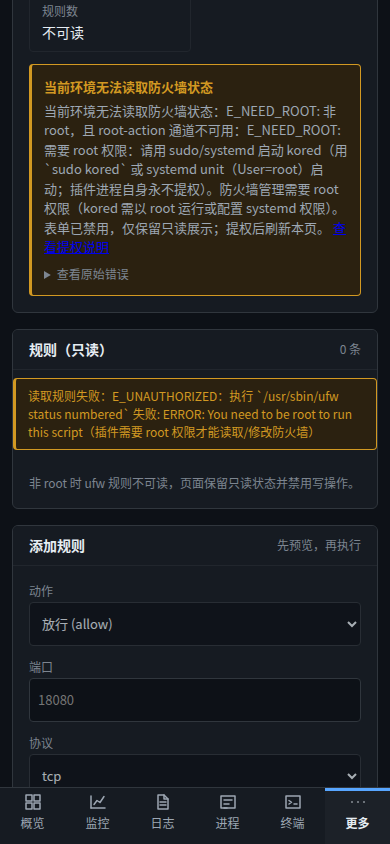 规则数
不可读
当前环境无法读取防火墙状态
当前环境无法读取防火墙状态：E_NEED_ROOT: 非
root，且 root-action 通道不可用：E_NEED_ROOT:
需要 root 权限：请用 sudo/systemd 启动 kored（用
`sudo kored` 或 systemd unit（User=root）启
动；插件进程自身永不提权）。防火墙管理需要 root
权限（kored 需以 root 运行或配置 systemd 权限）。
表单已禁用，仅保留只读展示；提权后刷新本页。
查看原始错误
规则（只读）
0 条
读取规则失败：E_UNAUTHORIZED：执行 `/usr/sbin/ufw
status numbered` 失败: ERROR: You need to be root to run
this script（插件需要 root 权限才能读取/修改防火墙）
非 root 时 ufw 规则不可读，页面保留只读状态并禁用写操作。
添加规则
先预览，再执行
动作
放行 (allow)
端口
18080
协议
tcp
概览
监控
日志
进程
终端
更多